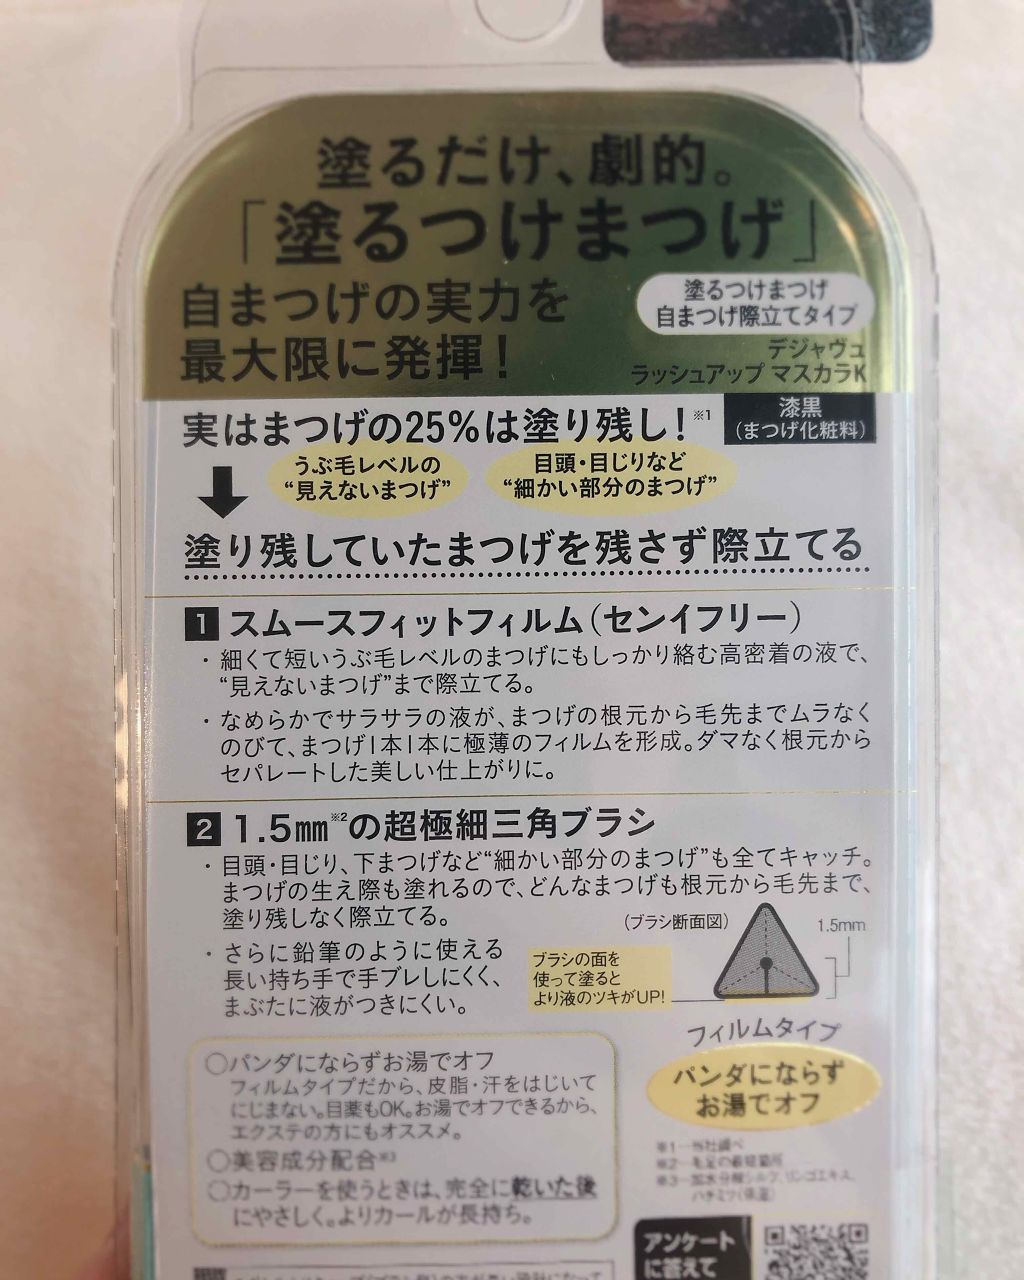 塗るだけ、劇的。
「塗るつけまつげ」
自まつげの実力を
最大限に発揮！
塗るつけまつげ
自まつげ際立てタイプ
デジャヴュ
ラッシュアップ マスカラK
漆黒
(まつげ化粧料)
実はまつげの25%は塗り残し！※1
うぶ毛レベルの
“見えないまつげ”
目頭・目じりなど
“細かい部分のまつげ”
塗り残していたまつげを残さず際立てる
1 スムースフィットフィルム(センイフリー)
・細くて短いうぶ毛レベルのまつげにもしっかり絡む高密着の液で、
“見えないまつげ”まで際立てる。
・なめらかでサラサラの液が、まつげの根元から毛先までムラなく
のびて、まつげ1本1本に極薄のフィルムを形成。ダマなく根元から
セパレートした美しい仕上がりに。
2 1.5㎜※2の超極細三角ブラシ
・目頭・目じり、下まつげなど“細かい部分のまつげ”も全てキャッチ。
まつげの生え際も塗れるので、どんなまつげも根元から毛先まで、
塗り残しなく際立てる。
・さらに鉛筆のように使える
長い持ち手で手ブレしにくく、
まぶたに液がつきにくい。
(ブラシ断面図)
1.5mm
ブラシの面を
使って塗ると
より液のツキがUP!
○パンダにならずお湯でオフ
フィルムタイプだから、皮脂・汗をはじいて
にじまない。目薬もOK。お湯でオフできるから、
エクステの方にもオススメ。
○美容成分配合※3
○カーラーを使うときは、完全に乾いた後
にやさしく。よりカールが長持ち。
フィルムタイプ
パンダにならず
お湯でオフ
※1…当社調べ
※2…毛足の最短箇所
※3…加水分解シルク、リンゴエキス、
ハチミツ(保湿)
アンケート
に答えて